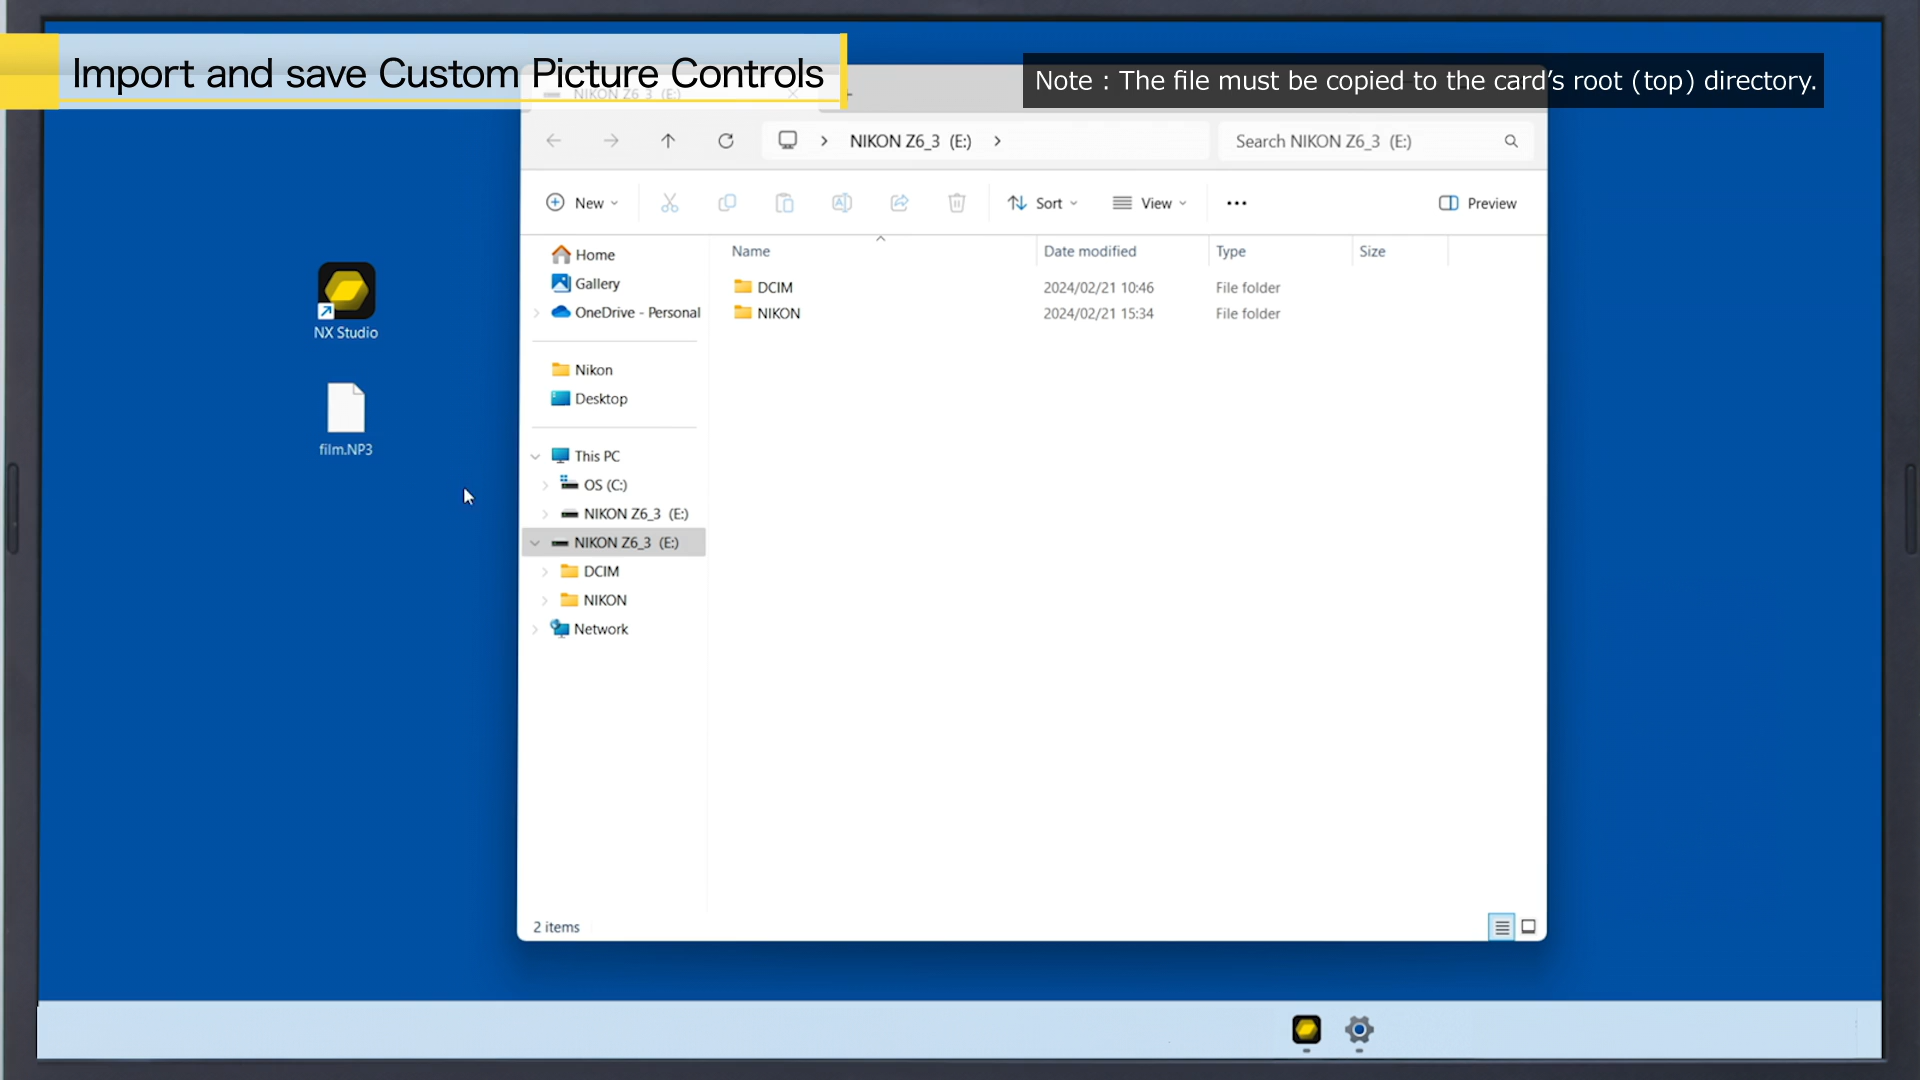 Import and save Custom Picture Controls
Note : The file must be copied to the card's root (top) directory.
NIKON Z6_3 (E:)
NIKON Z6_3 (E:)
Search NIKON Z6_3 (E:)
New
Sort
View
Preview
Name
Date modified
Type
Size
DCIM
2024/02/21 10:46
File folder
NIKON
2024/02/21 15:34
File folder
Home
Gallery
OneDrive - Personal
Nikon
Desktop
This PC
OS (C:)
NIKON Z6_3 (E:)
NIKON Z6_3 (E:)
DCIM
NIKON
Network
2 items
NX Studio
film.NP3